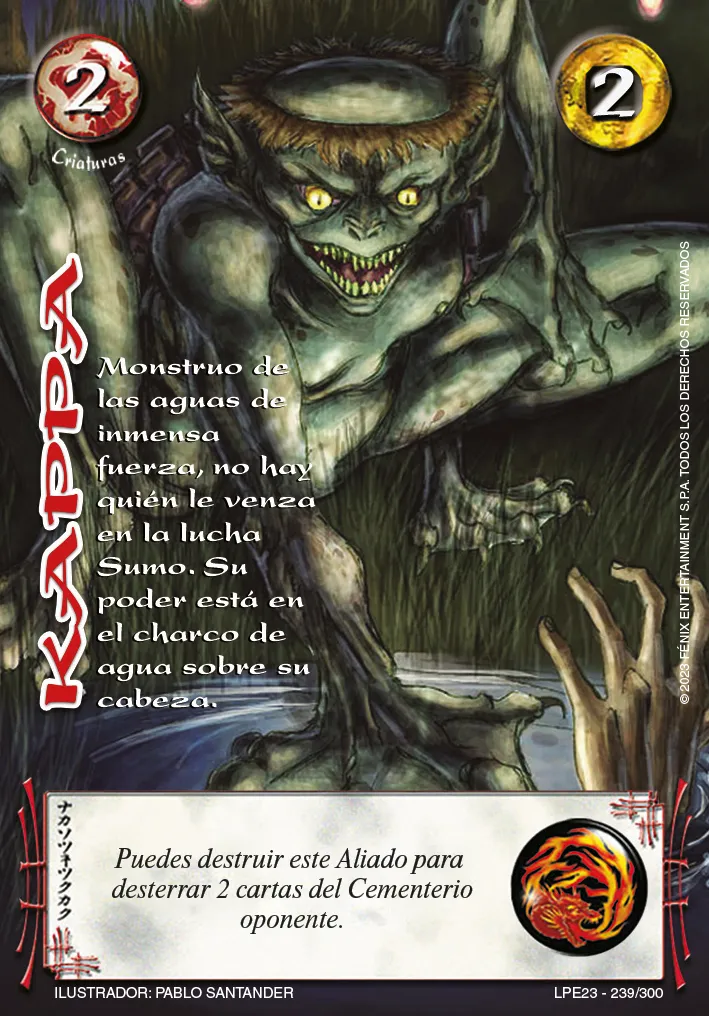 2
2
Criaturas
KAPPA
Monstruo de
las aguas de
inmensa
fuerza, no hay
quién le venza
en la lucha
Sumo. Su
poder está en
el charco de
agua sobre su
cabeza.
© 2023 FÉNIX ENTERTAINMENT S.P.A. TODOS LOS DERECHOS RESERVADOS
ナカソツォツクカク
Puedes destruir este Aliado para
desterrar 2 cartas del Cementerio
oponente.
ILUSTRADOR: PABLO SANTANDER
LPE23 - 239/300